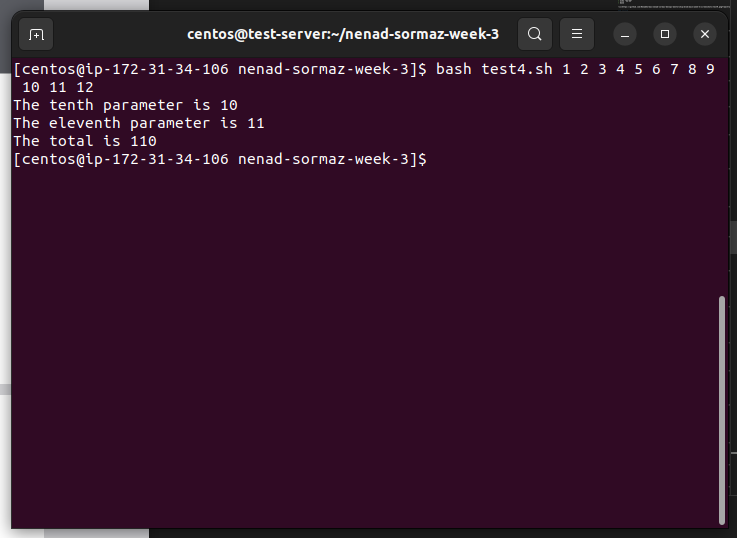 centos@test-server:~/nenad-sormaz-week-3
[centos@ip-172-31-34-106 nenad-sormaz-week-3]$ bash test4.sh 1 2 3 4 5 6 7 8 9
 10 11 12
The tenth parameter is 10
The eleventh parameter is 11
The total is 110
[centos@ip-172-31-34-106 nenad-sormaz-week-3]$